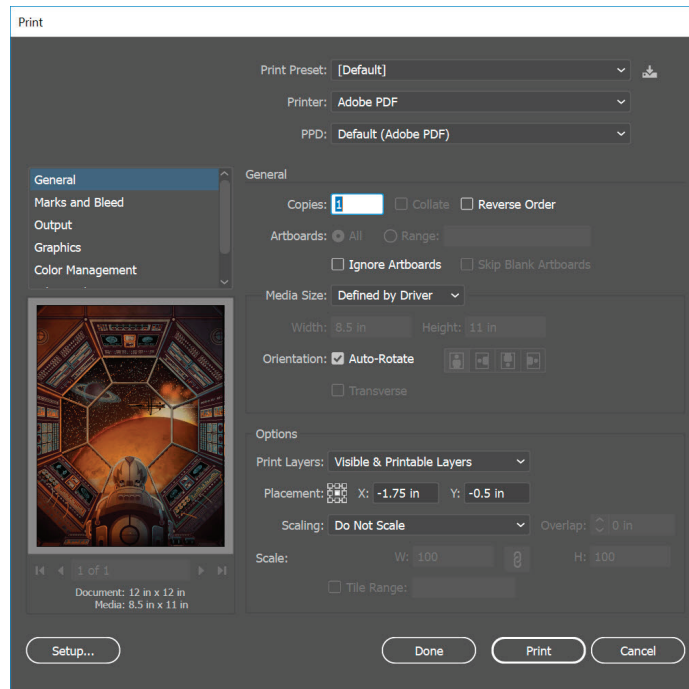 Print
Print Preset: [Default]
Printer: Adobe PDF
PPD: Default (Adobe PDF)
General
Marks and Bleed
Output
Graphics
Color Management
General
Copies: 1 Collate Reverse Order
Artboards: All Range:
Ignore Artboards Skip Blank Artboards
Media Size: Defined by Driver
Width: 8.5 in Height: 11 in
Orientation: Auto-Rotate
Transverse
Options
Print Layers: Visible & Printable Layers
Placement: X: -1.75 in Y: -0.5 in
Scaling: Do Not Scale Overlap: 0 in
Scale: W: 100 H: 100
Tile Range:
1 of 1
Document: 12 in x 12 in
Media: 8.5 in x 11 in
Setup... Done Print Cancel